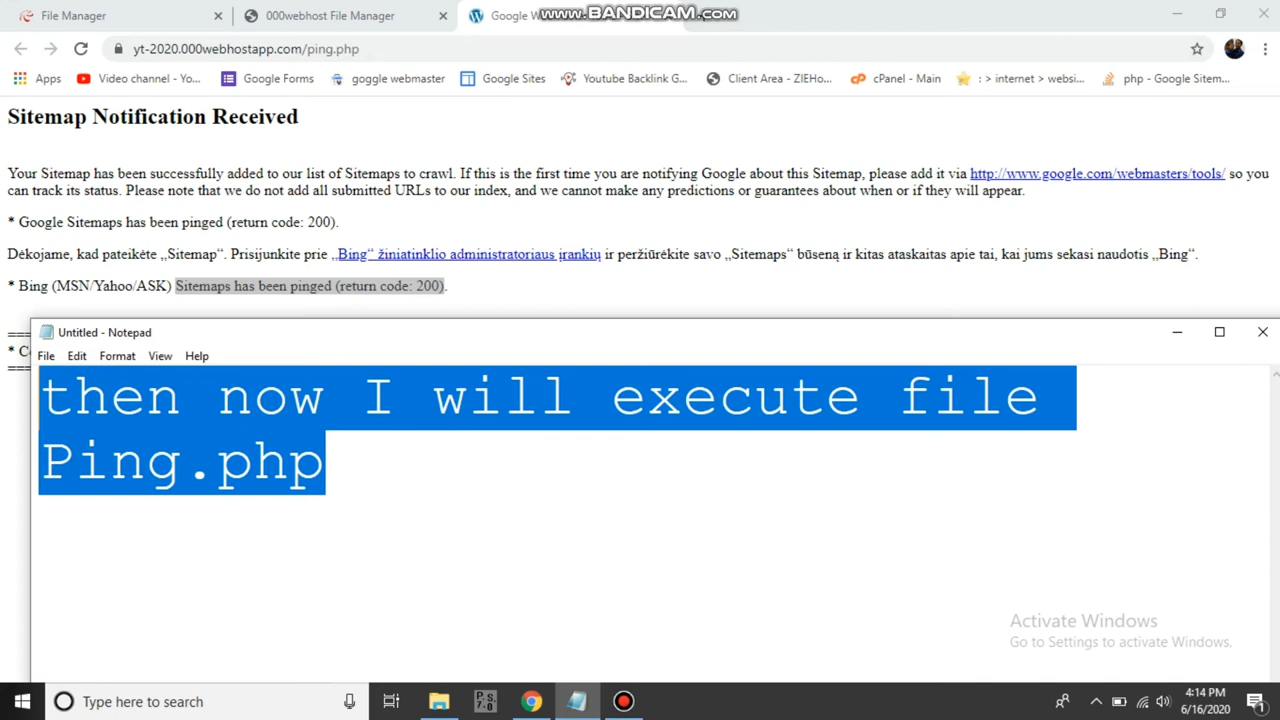 www.BANDICAM.com
File Manager
000webhost File Manager
Google W
yt-2020.000webhostapp.com/ping.php
Apps
Video channel - Yo...
Google Forms
goggle webmaster
Google Sites
Youtube Backlink G...
Client Area - ZIEHo...
cPanel - Main
: > internet > websi...
php - Google Sitem...
Sitemap Notification Received
Your Sitemap has been successfully added to our list of Sitemaps to crawl. If this is the first time you are notifying Google about this Sitemap, please add it via http://www.google.com/webmasters/tools/ so you
can track its status. Please note that we do not add all submitted URLs to our index, and we cannot make any predictions or guarantees about when or if they will appear.
* Google Sitemaps has been pinged (return code: 200).
Dėkojame, kad pateikėte „Sitemap“. Prisijunkite prie „Bing“ žiniatinklio administratoriaus įrankių ir peržiūrėkite savo „Sitemaps“ būseną ir kitas ataskaitas apie tai, kai jums sekasi naudotis „Bing“.
* Bing (MSN/Yahoo/ASK) Sitemaps has been pinged (return code: 200).
Untitled - Notepad
File Edit Format View Help
then now I will execute file
Ping.php
Activate Windows
Go to Settings to activate Windows.
Type here to search
4:14 PM
6/16/2020
1